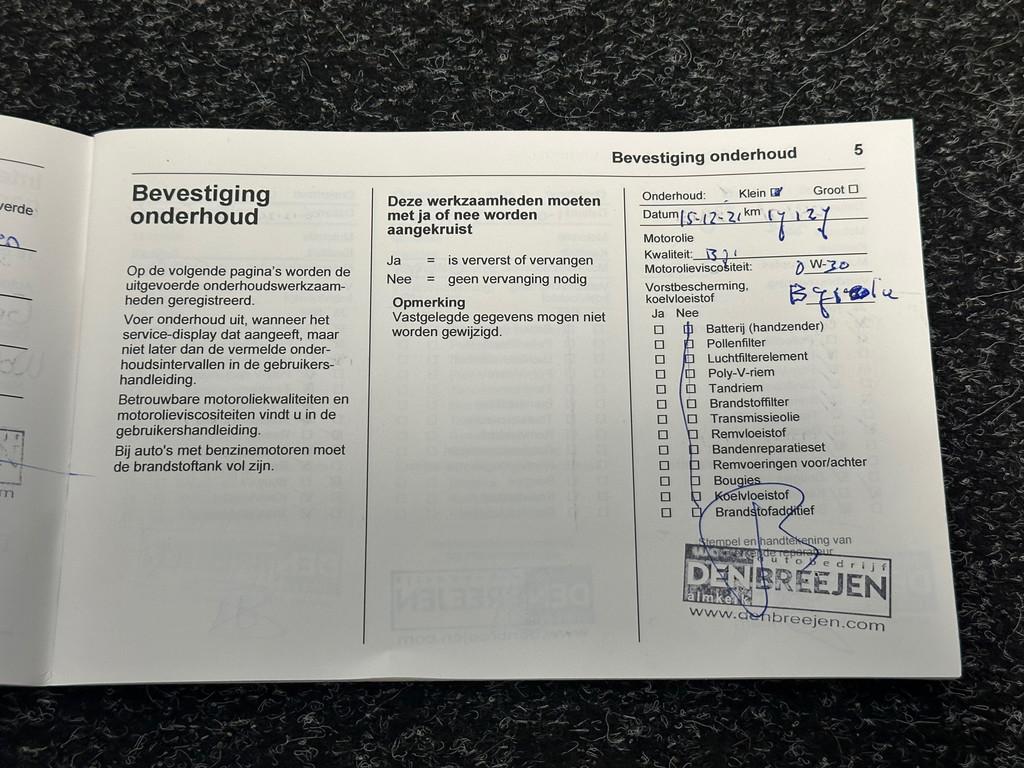 Bevestiging onderhoud 5
Bevestiging
onderhoud
Op de volgende pagina's worden de
uitgevoerde onderhoudswerkzaam-
heden geregistreerd.
Voer onderhoud uit, wanneer het
service-display dat aangeeft, maar
niet later dan de vermelde onder-
houdsintervallen in de gebruikers-
handleiding.
Betrouwbare motoroliekwaliteiten en
motorolieviscositeiten vindt u in de
gebruikershandleiding.
Bij auto's met benzinemotoren moet
de brandstoftank vol zijn.
Deze werkzaamheden moeten
met ja of nee worden
aangekruist
Ja = is ververst of vervangen
Nee = geen vervanging nodig
Opmerking
Vastgelegde gegevens mogen niet
worden gewijzigd.
Onderhoud: Klein Groot
Datum 15-12-21 km
Motorolie
Kwaliteit:
Motorolieviscositeit: 0 W-30
Vorstbescherming,
koelvloeistof
Ja Nee
Batterij (handzender)
Pollenfilter
Luchtfilterelement
Poly-V-riem
Tandriem
Brandstoffilter
Transmissieolie
Remvloeistof
Bandenreparatieset
Remvoeringen voor/achter
Bougies
Koelvloeistof
Brandstofadditief
Stempel en handtekening van
reparateur
autobedrijf
DENBREEJEN
almkerk
www.denbreejen.com
verde
m